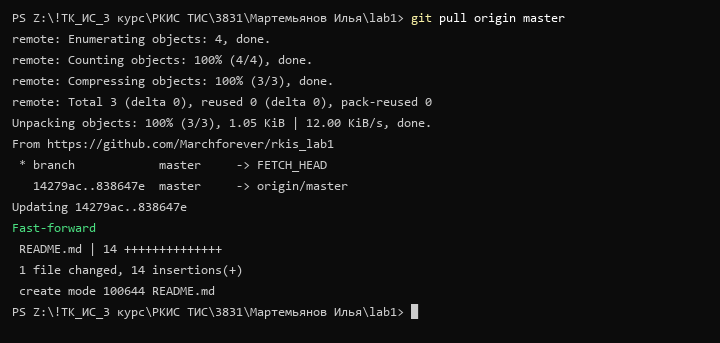 PS Z:\!ТК_ИС_3 курс\РКИС ТИС\3831\Мартемьянов Илья\lab1> git pull origin master
remote: Enumerating objects: 4, done.
remote: Counting objects: 100% (4/4), done.
remote: Compressing objects: 100% (3/3), done.
remote: Total 3 (delta 0), reused 0 (delta 0), pack-reused 0
Unpacking objects: 100% (3/3), 1.05 KiB | 12.00 KiB/s, done.
From https://github.com/Marchforever/rkis_lab1
 * branch            master     -> FETCH_HEAD
   14279ac..838647e  master     -> origin/master
Updating 14279ac..838647e
Fast-forward
 README.md | 14 ++++++++++++++
 1 file changed, 14 insertions(+)
 create mode 100644 README.md
PS Z:\!ТК_ИС_3 курс\РКИС ТИС\3831\Мартемьянов Илья\lab1>